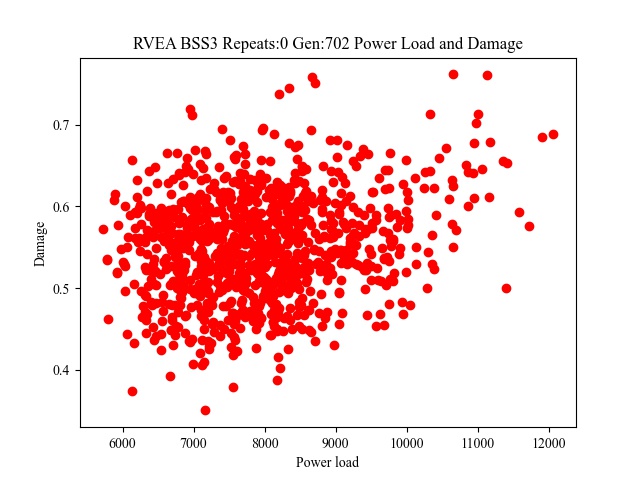 RVEA BSS3 Repeats:0 Gen:702 Power Load and Damage
0.7
0.6
0.5
0.4
Damage
6000 7000 8000 9000 10000 11000 12000
Power load